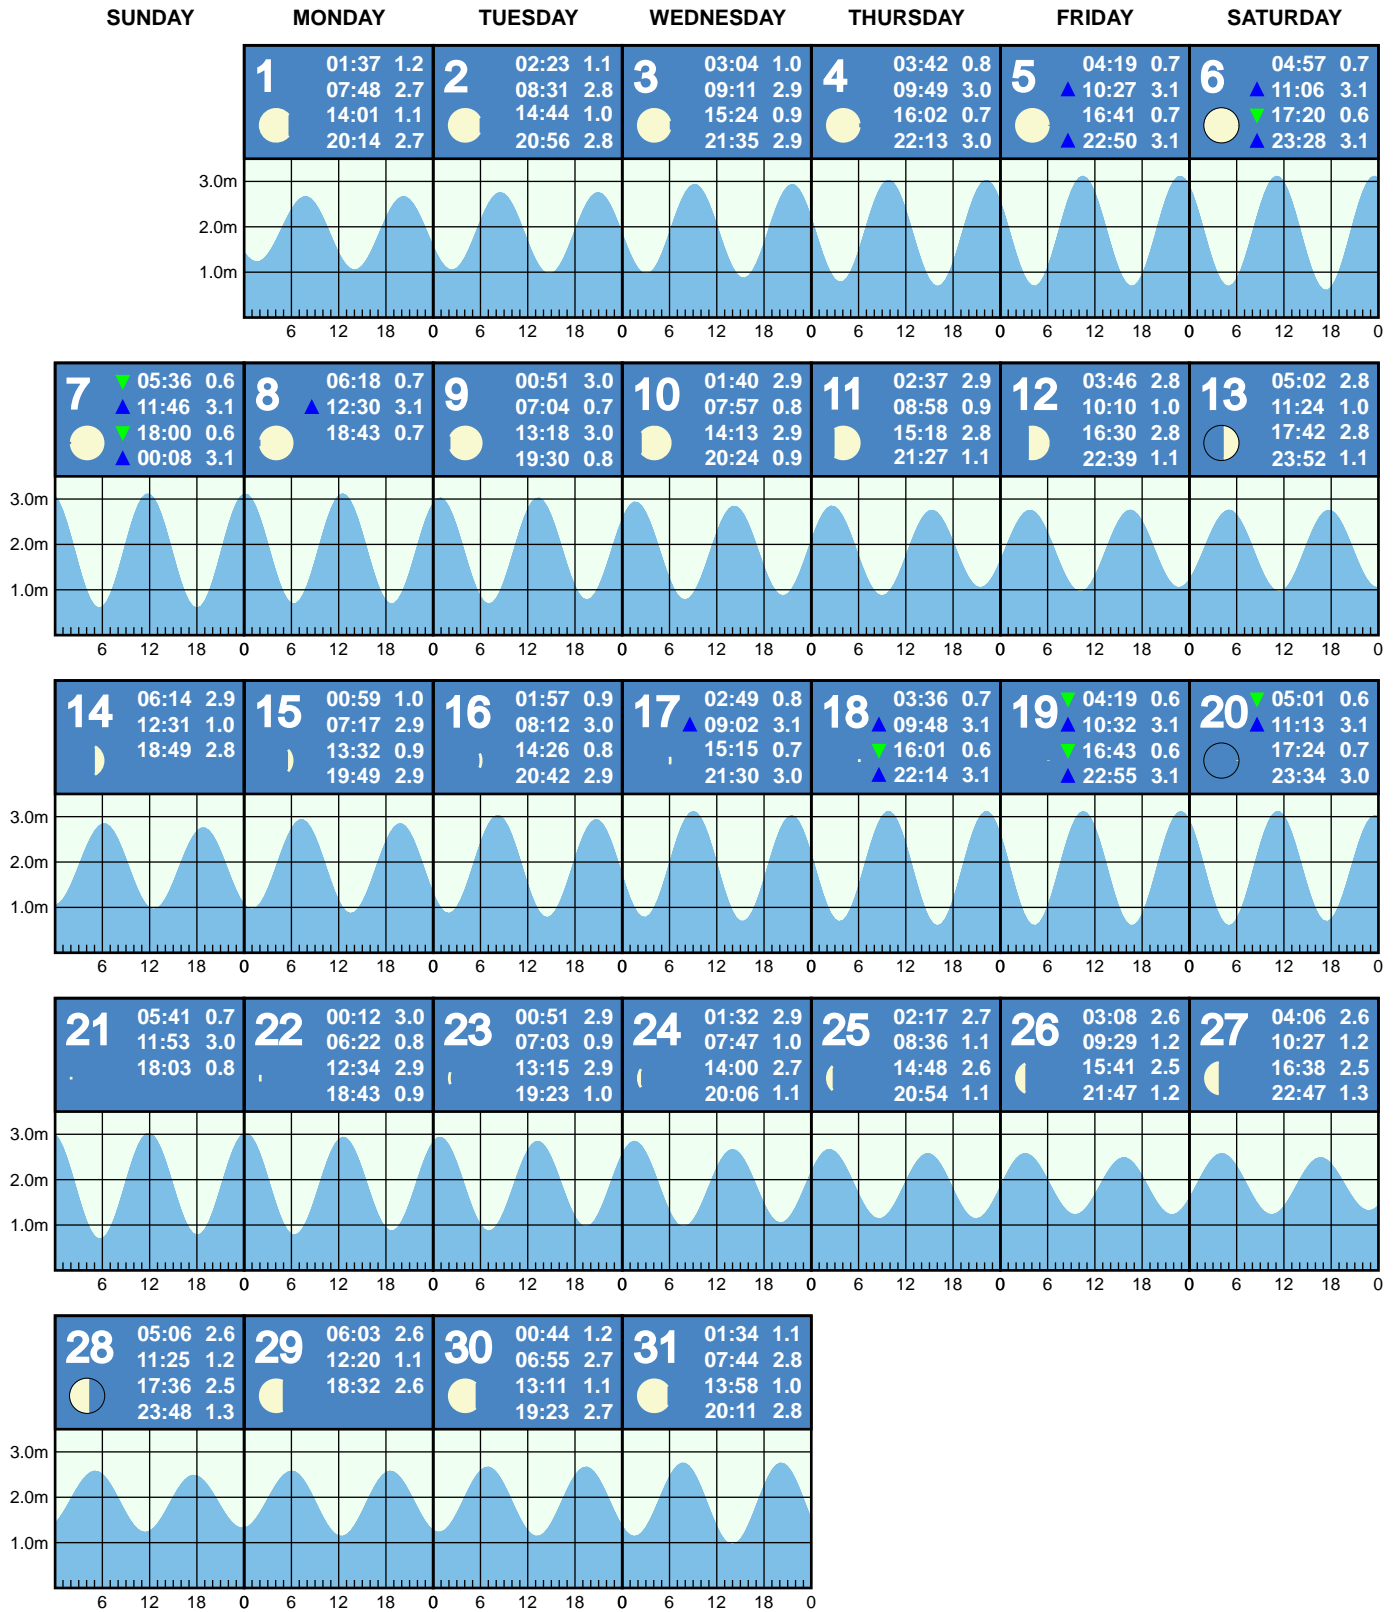 SUNDAY MONDAY TUESDAY WEDNESDAY THURSDAY FRIDAY SATURDAY
1 01:37 1.2
07:48 2.7
14:01 1.1
20:14 2.7
2 02:23 1.1
08:31 2.8
14:44 1.0
20:56 2.8
3 03:04 1.0
09:11 2.9
15:24 0.9
21:35 2.9
4 03:42 0.8
09:49 3.0
16:02 0.7
22:13 3.0
5 04:19 0.7
10:27 3.1
16:41 0.7
22:50 3.1
6 04:57 0.7
11:06 3.1
17:20 0.6
23:28 3.1
3.0m
2.0m
1.0m
6 12 18 0 6 12 18 0 6 12 18 0 6 12 18 0 6 12 18 0 6 12 18 0
7 05:36 0.6
11:46 3.1
18:00 0.6
00:08 3.1
8 06:18 0.7
12:30 3.1
18:43 0.7
9 00:51 3.0
07:04 0.7
13:18 3.0
19:30 0.8
10 01:40 2.9
07:57 0.8
14:13 2.9
20:24 0.9
11 02:37 2.9
08:58 0.9
15:18 2.8
21:27 1.1
12 03:46 2.8
10:10 1.0
16:30 2.8
22:39 1.1
13 05:02 2.8
11:24 1.0
17:42 2.8
23:52 1.1
3.0m
2.0m
1.0m
6 12 18 0 6 12 18 0 6 12 18 0 6 12 18 0 6 12 18 0 6 12 18 0 6 12 18 0
14 06:14 2.9
12:31 1.0
18:49 2.8
15 00:59 1.0
07:17 2.9
13:32 0.9
19:49 2.9
16 01:57 0.9
08:12 3.0
14:26 0.8
20:42 2.9
17 02:49 0.8
09:02 3.1
15:15 0.7
21:30 3.0
18 03:36 0.7
09:48 3.1
16:01 0.6
22:14 3.1
19 04:19 0.6
10:32 3.1
16:43 0.6
22:55 3.1
20 05:01 0.6
11:13 3.1
17:24 0.7
23:34 3.0
3.0m
2.0m
1.0m
6 12 18 0 6 12 18 0 6 12 18 0 6 12 18 0 6 12 18 0 6 12 18 0 6 12 18 0
21 05:41 0.7
11:53 3.0
18:03 0.8
22 00:12 3.0
06:22 0.8
12:34 2.9
18:43 0.9
23 00:51 2.9
07:03 0.9
13:15 2.9
19:23 1.0
24 01:32 2.9
07:47 1.0
14:00 2.7
20:06 1.1
25 02:17 2.7
08:36 1.1
14:48 2.6
20:54 1.1
26 03:08 2.6
09:29 1.2
15:41 2.5
21:47 1.2
27 04:06 2.6
10:27 1.2
16:38 2.5
22:47 1.3
3.0m
2.0m
1.0m
6 12 18 0 6 12 18 0 6 12 18 0 6 12 18 0 6 12 18 0 6 12 18 0 6 12 18 0
28 05:06 2.6
11:25 1.2
17:36 2.5
23:48 1.3
29 06:03 2.6
12:20 1.1
18:32 2.6
30 00:44 1.2
06:55 2.7
13:11 1.1
19:23 2.7
31 01:34 1.1
07:44 2.8
13:58 1.0
20:11 2.8
3.0m
2.0m
1.0m
6 12 18 0 6 12 18 0 6 12 18 0 6 12 18 0